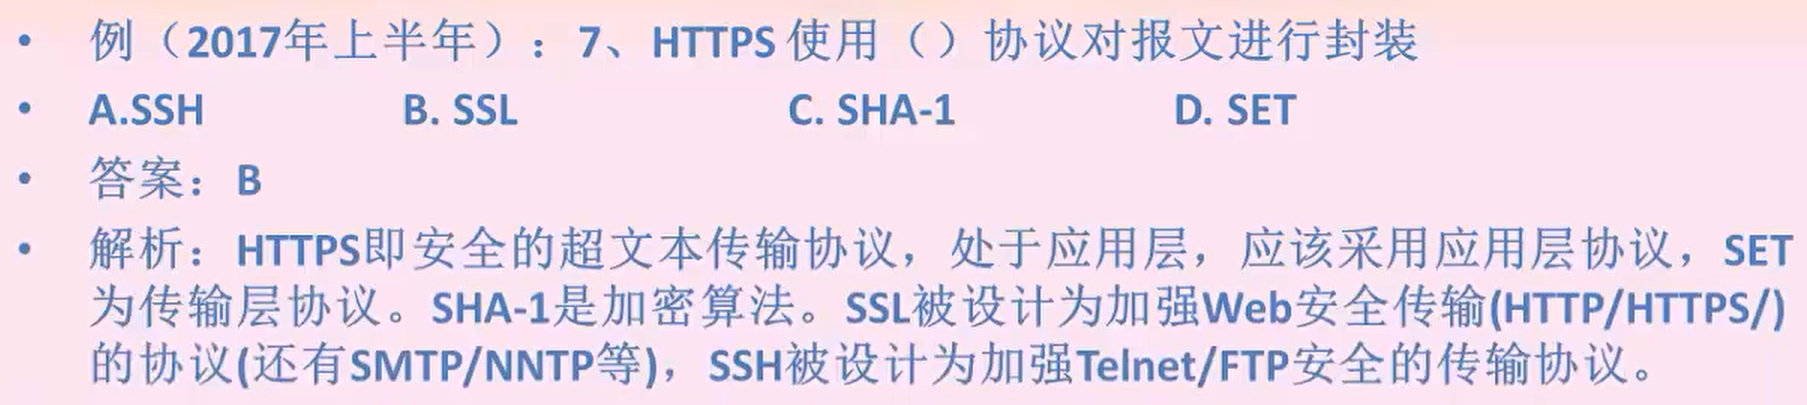 • 例（2017年上半年）：7、HTTPS 使用（）协议对报文进行封装
• A.SSH B. SSL C. SHA-1 D. SET
• 答案：B
• 解析：HTTPS即安全的超文本传输协议，处于应用层，应该采用应用层协议，SET
为传输层协议。SHA-1是加密算法。SSL被设计为加强Web安全传输(HTTP/HTTPS/)
的协议(还有SMTP/NNTP等)，SSH被设计为加强Telnet/FTP安全的传输协议。